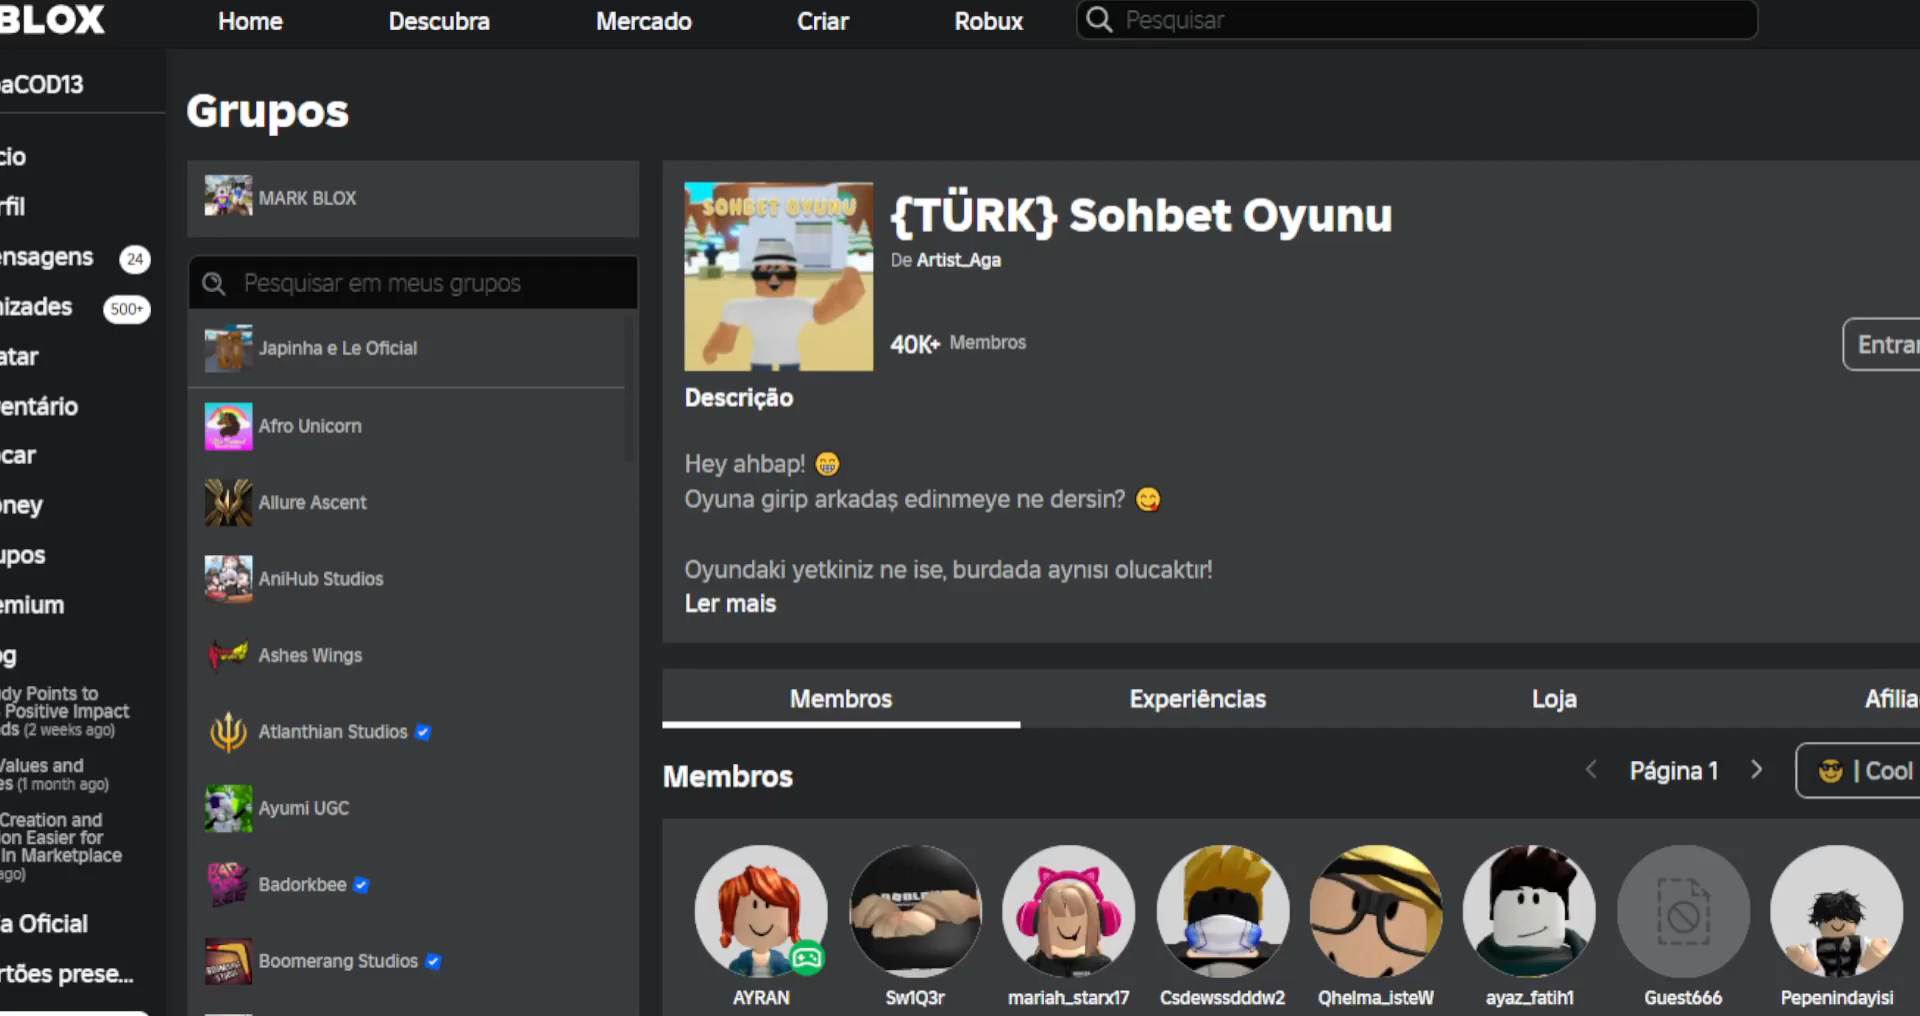 BLOX
Home
Descubra
Mercado
Criar
Robux
Pesquisar
aCOD13
cio
rfil
ensagens
24
nizades
500+
atar
entário
car
oney
upos
emium
og
dy Points to
Positive Impact
ds (2 weeks ago)
Values and
es (1 month ago)
Creation and
ion Easier for
In Marketplace
ago)
a Oficial
rtões prese...
Grupos
MARK BLOX
Pesquisar em meus grupos
Japinha e Le Oficial
Afro Unicorn
Allure Ascent
AniHub Studios
Ashes Wings
Atlanthian Studios
Ayumi UGC
Badorkbee
Boomerang Studios
SOHBET OYUNU
{TÜRK} Sohbet Oyunu
De Artist_Aga
40K+ Membros
Entrar
Descrição
Hey ahbap! 😁
Oyuna girip arkadaş edinmeye ne dersin? 😋
Oyundaki yetkiniz ne ise, burdada aynısı olucaktır!
Ler mais
Membros
Experiências
Loja
Afilia
Membros
Página 1
😎 | Cool
AYRAN
Sw1Q3r
mariah_starx17
Csdewssdddw2
Qhelma_isteW
ayaz_fatih1
Guest666
Pepenindayisi